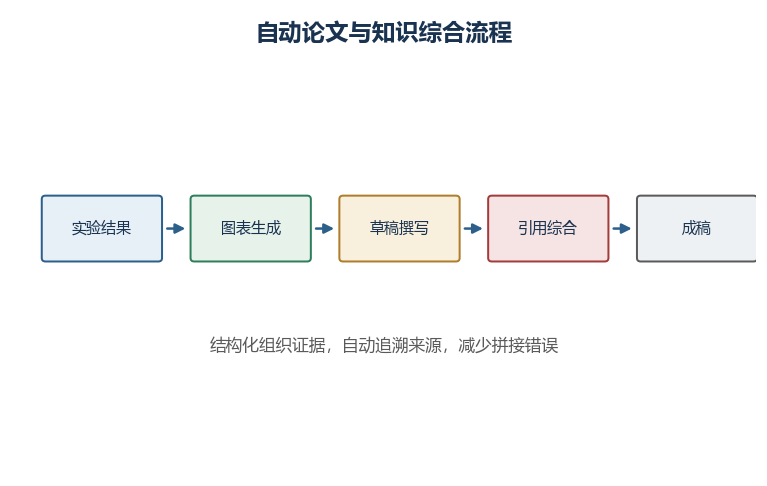 自动论文与知识综合流程
实验结果
图表生成
草稿撰写
引用综合
成稿
结构化组织证据，自动追溯来源，减少拼接错误